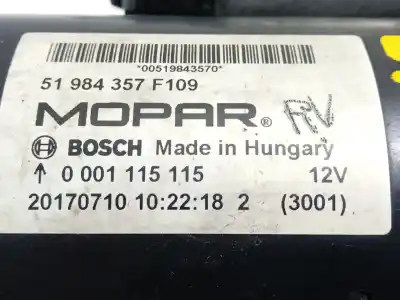 *00519843570*
51 984 357 F109
MOPAR® RV
BOSCH Made in Hungary
↑ 0 001 115 115 12V
20170710 10:22:18 2 (3001)